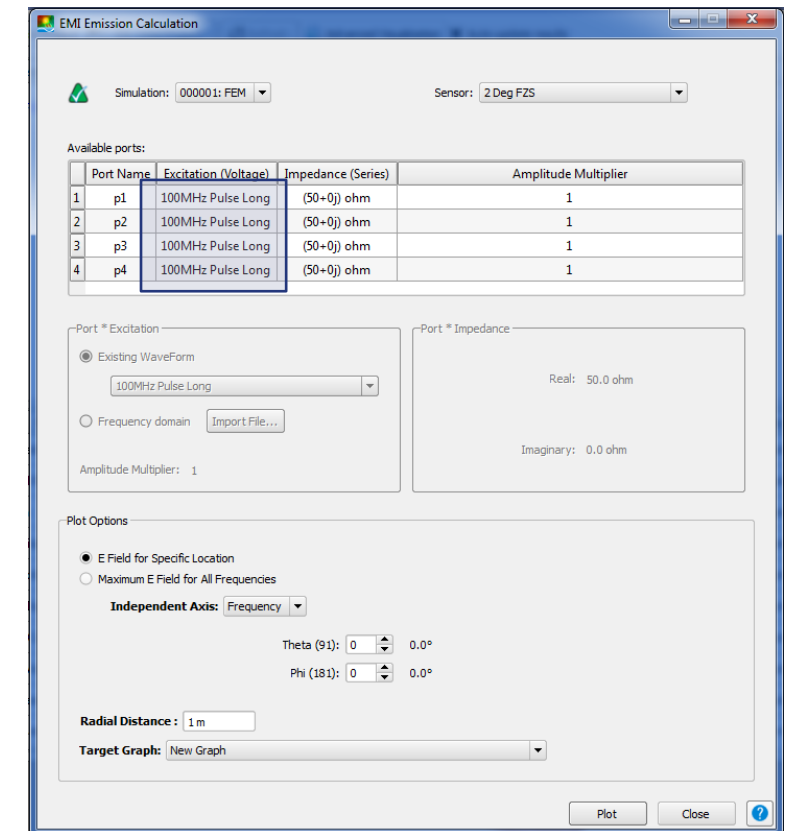 EMI Emission Calculation
Simulation: 000001: FEM Sensor: 2 Deg FZS
Available ports:
Port Name Excitation (Voltage) Impedance (Series) Amplitude Multiplier
1 p1 100MHz Pulse Long (50+0j) ohm 1
2 p2 100MHz Pulse Long (50+0j) ohm 1
3 p3 100MHz Pulse Long (50+0j) ohm 1
4 p4 100MHz Pulse Long (50+0j) ohm 1
Port * Excitation Port * Impedance
Existing WaveForm
100MHz Pulse Long Real: 50.0 ohm
Frequency domain Import File...
Imaginary: 0.0 ohm
Amplitude Multiplier: 1
Plot Options
E Field for Specific Location
Maximum E Field for All Frequencies
Independent Axis: Frequency
Theta (91): 0 0.0°
Phi (181): 0 0.0°
Radial Distance : 1 m
Target Graph: New Graph
Plot Close ?